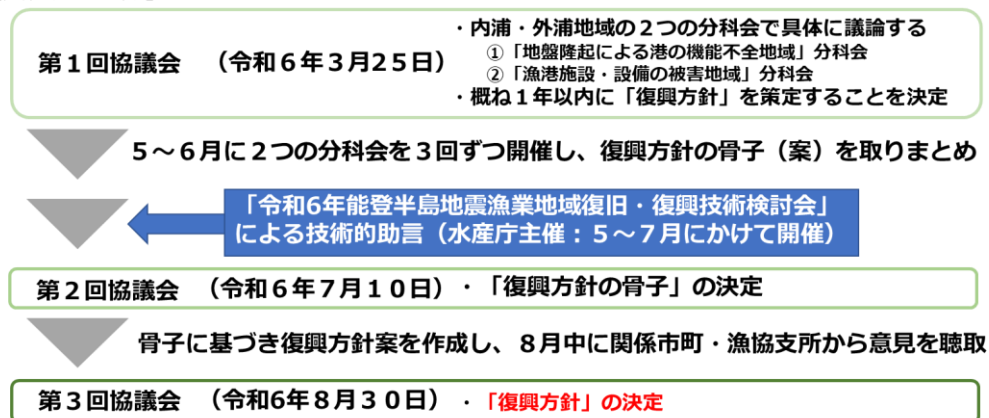 ・内浦・外浦地域の２つの分科会で具体に議論する
第１回協議会　（令和６年３月25日）
①「地盤隆起による港の機能不全地域」分科会
②「漁港施設・設備の被害地域」分科会
・概ね１年以内に「復興方針」を策定することを決定
５～６月に２つの分科会を３回ずつ開催し、復興方針の骨子（案）を取りまとめ
「令和6年能登半島地震漁業地域復旧・復興技術検討会」
による技術的助言（水産庁主催：５～７月にかけて開催）
第２回協議会　（令和６年７月１０日）・「復興方針の骨子」の決定
骨子に基づき復興方針案を作成し、８月中に関係市町・漁協支所から意見を聴取
第３回協議会　（令和6年８月３０日）・「復興方針」の決定